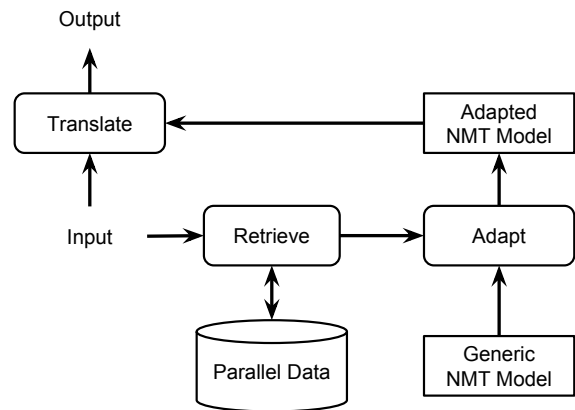 Output
Translate
Adapted
NMT Model
Input
Retrieve
Adapt
Parallel Data
Generic
NMT Model